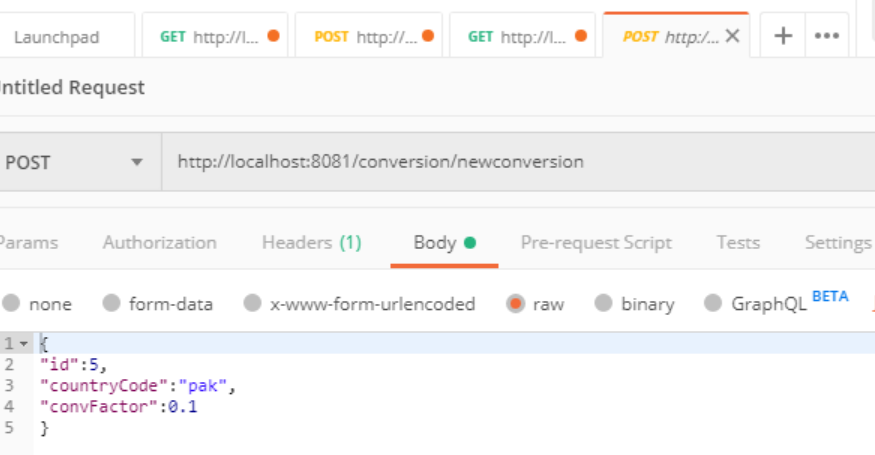 Launchpad GET http://l... POST http://... GET http://l... POST http:/... ✕ + •••
ntitled Request
POST http://localhost:8081/conversion/newconversion
Params Authorization Headers (1) Body Pre-request Script Tests Settings
none form-data x-www-form-urlencoded raw binary GraphQL BETA
1 {
2 "id":5,
3 "countryCode":"pak",
4 "convFactor":0.1
5 }